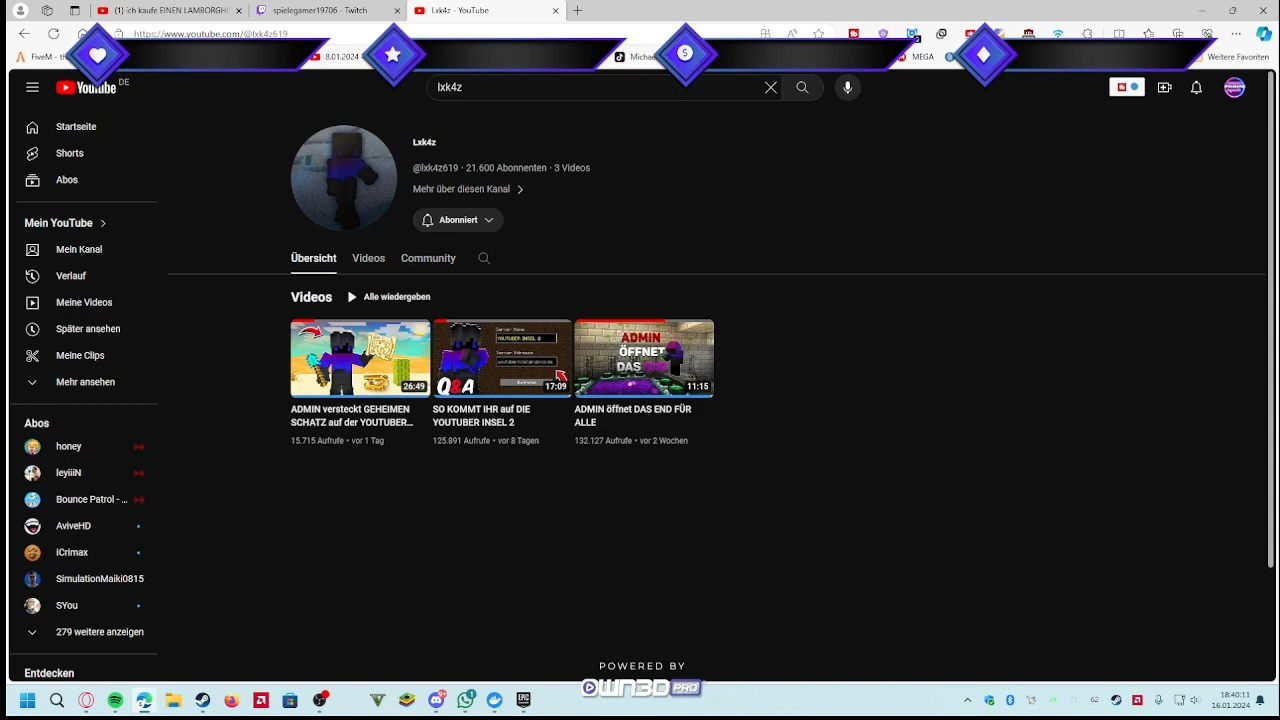 (1) ich kaufe EINEN LAMBORGHI
spielegamer19706 - Twitch
Lxk4z - YouTube
https://www.youtube.com/@lxk4z619
FiveM
8.01.2024
Michae
MEGA
Weitere Favoriten
YouTube DE
lxk4z
Startseite
Shorts
Abos
Mein YouTube
Mein Kanal
Verlauf
Meine Videos
Später ansehen
Meine Clips
Mehr ansehen
Abos
honey
leyiiiN
Bounce Patrol - ...
AviveHD
iCrimax
SimulationMaiki0815
SYou
279 weitere anzeigen
Entdecken
Lxk4z
@lxk4z619 · 21.600 Abonnenten · 3 Videos
Mehr über diesen Kanal
Abonniert
Übersicht Videos Community
Videos Alle wiedergeben
26:49
ADMIN versteckt GEHEIMEN
SCHATZ auf der YOUTUBER...
15.715 Aufrufe • vor 1 Tag
Server Name
YOUTUBER INSEL 2
Server Adresse
Q&A
17:09
SO KOMMT IHR auf DIE
YOUTUBER INSEL 2
125.891 Aufrufe • vor 8 Tagen
ADMIN
ÖFFNET
DAS
11:15
ADMIN öffnet DAS END FÜR
ALLE
132.127 Aufrufe • vor 2 Wochen
POWERED BY
OWN3D PRO
18:40:11
16.01.2024